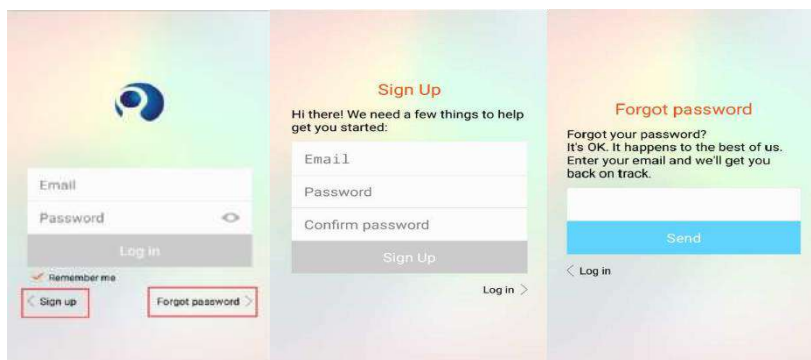 Email
Password
Log in
Remember me
Sign up
Forgot password
Sign Up
Hi there! We need a few things to help
get you started:
Email
Password
Confirm password
Sign Up
Log in
Forgot password
Forgot your password?
It's OK. It happens to the best of us.
Enter your email and we'll get you
back on track.
Send
Log in